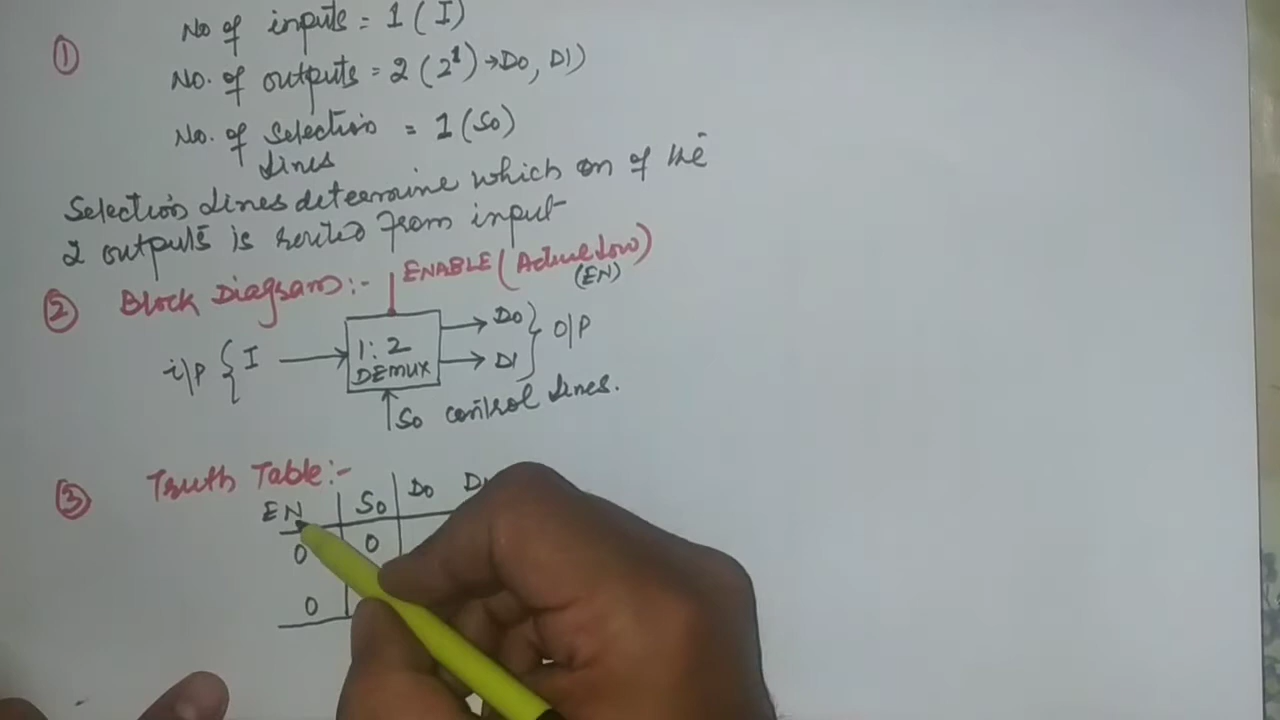 ①
No of inputs = 1 (I)
No. of outputs = 2 (2¹) → D0, D1)
No. of selection = 1 (S0)
lines
Selection lines determine which on of the
2 outputs is routed from input
② Block Diagram:-
ENABLE (Active low)
(EN)
i/p { I
1:2
DEMUX
D0
D1
} O/P
S0 control lines.
③ Truth Table:-
EN S0 D0 D1
0 0
0